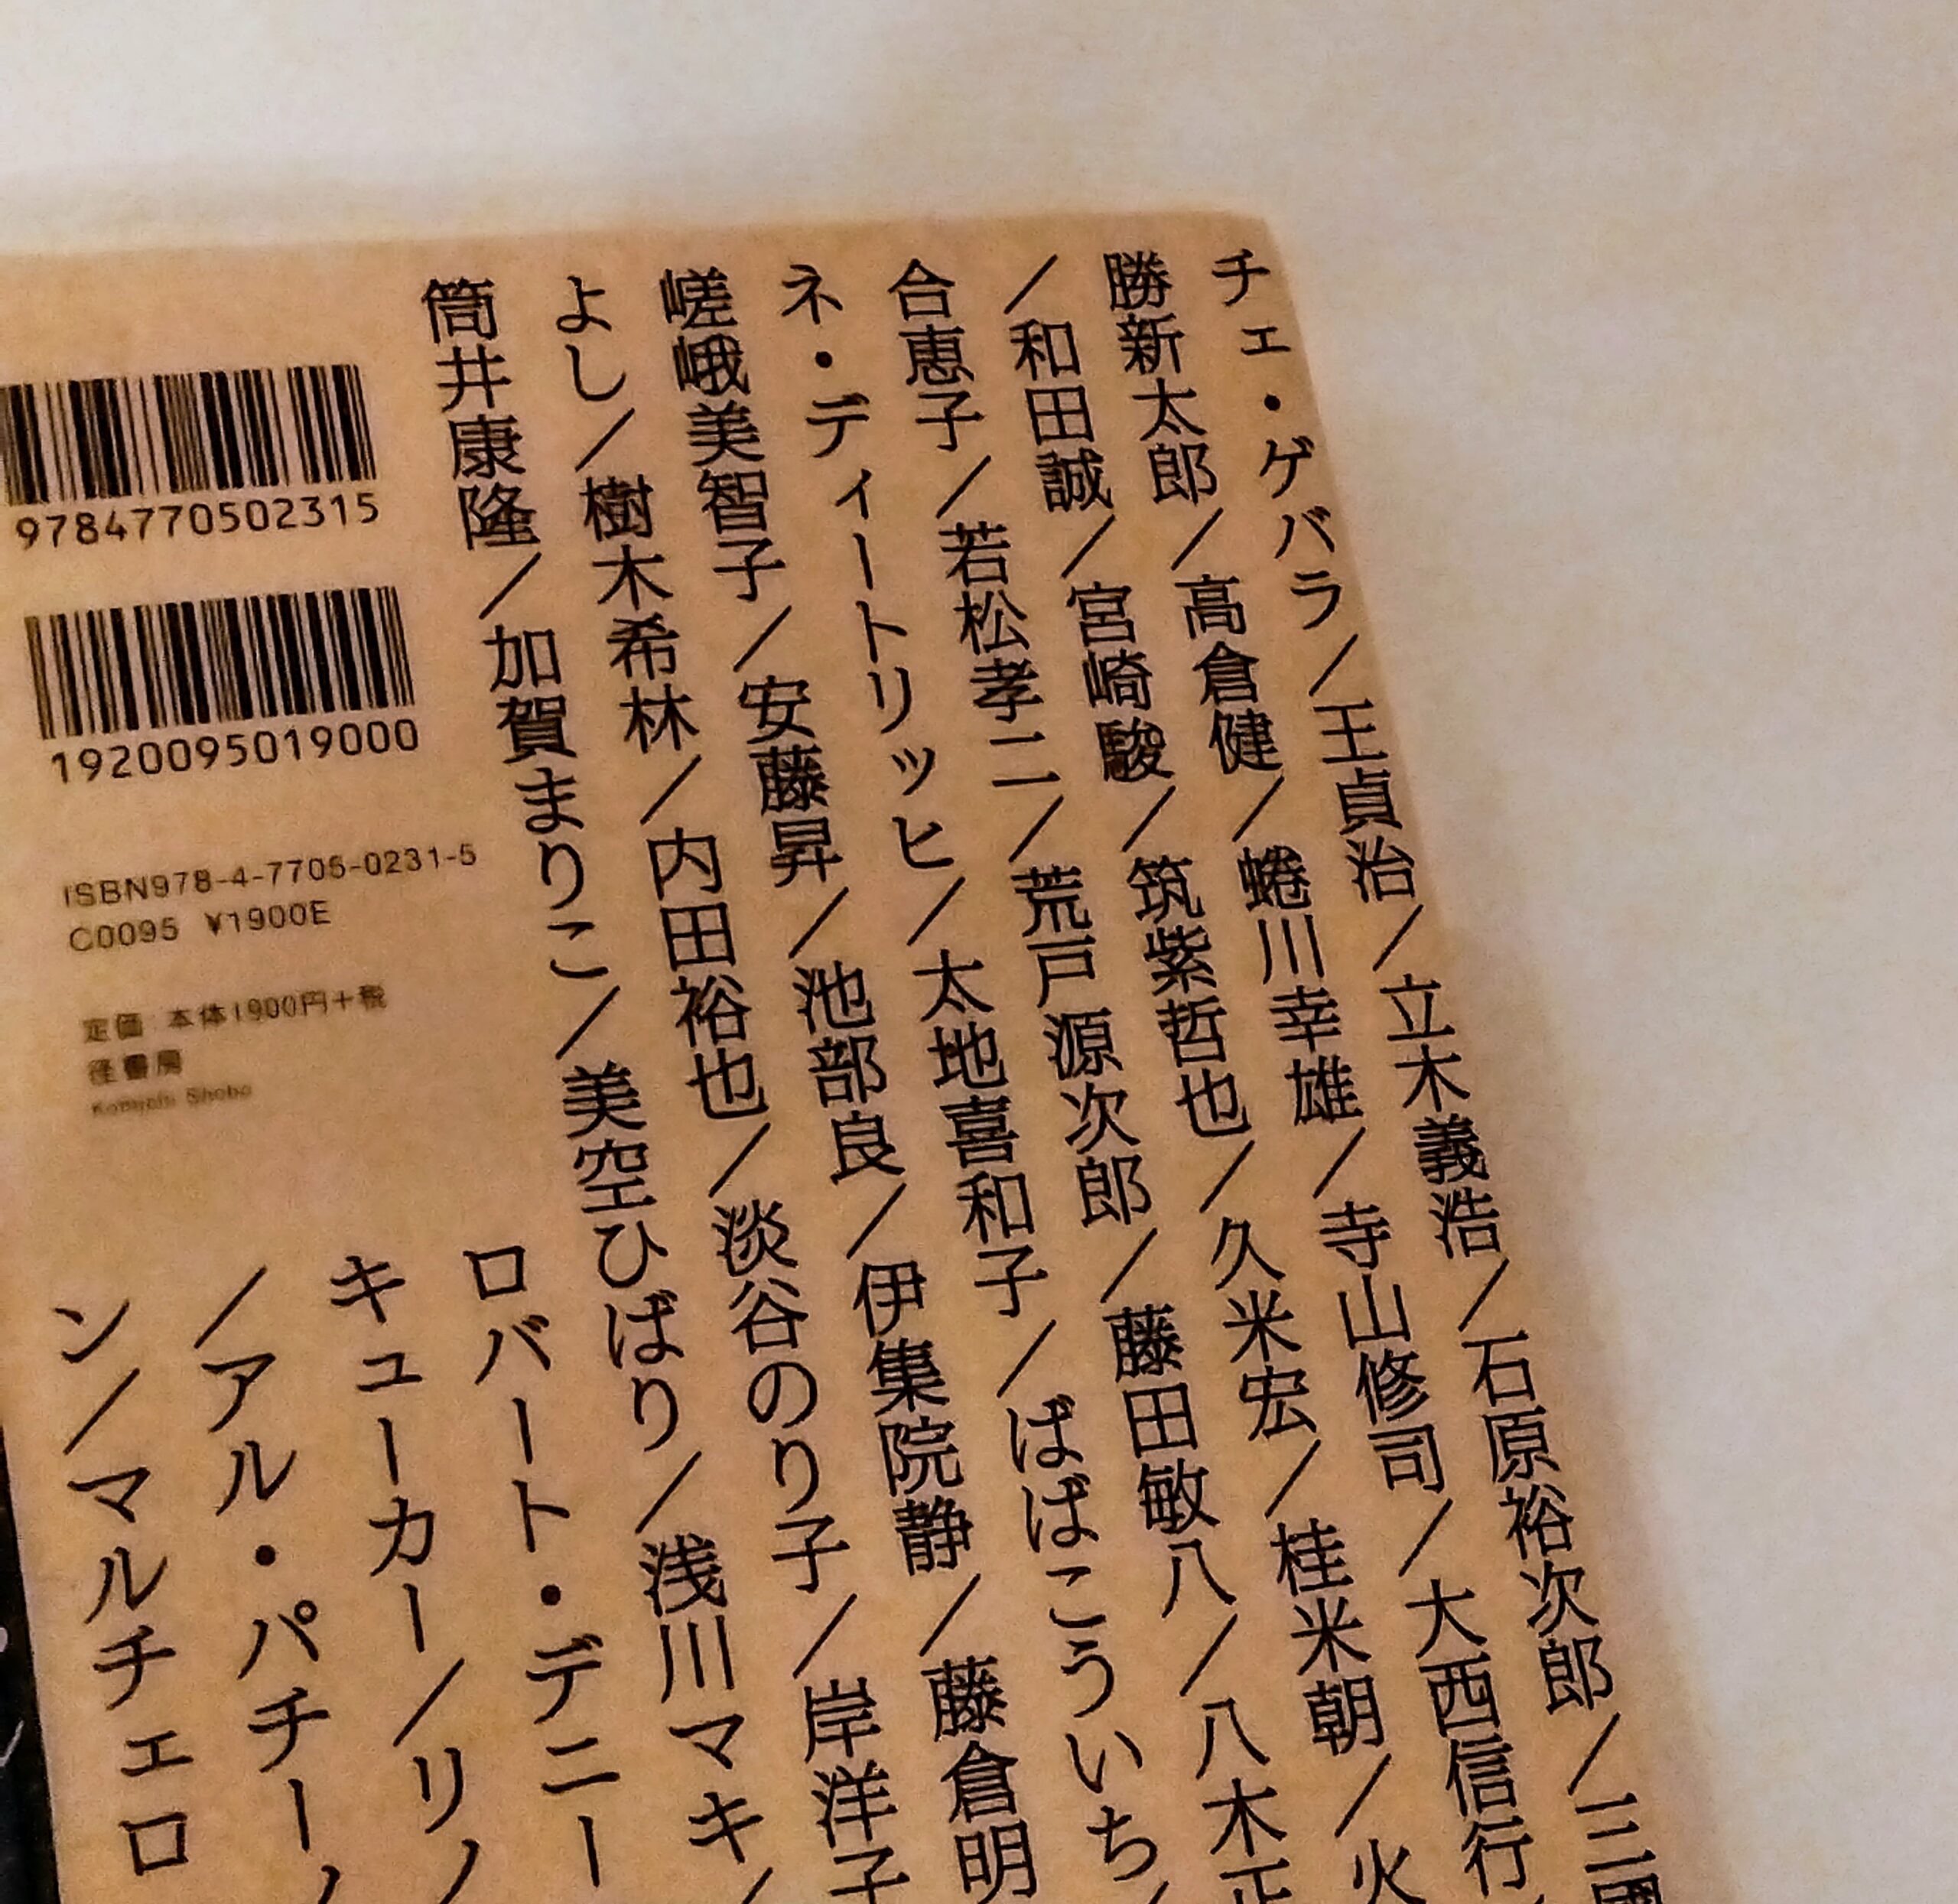 チェ・ゲバラ／王貞治／立木義浩／石原裕次郎／三國
勝新太郎／高倉健／蜷川幸雄／寺山修司／大西信行
／和田誠／宮崎駿／筑紫哲也／久米宏／桂米朝／火
合恵子／若松孝二／荒戸源次郎／藤田敏八／八木正
ネ・ディートリッヒ／太地喜和子／ばばこういち／
嵯峨美智子／安藤昇／池部良／伊集院静／藤倉明
よし／樹木希林／内田裕也／淡谷のり子／岸洋子
筒井康隆／加賀まりこ／美空ひばり／浅川マキ／
ロバート・デニー
キューカー／リノ
／アル・パチーノ
ン／マルチェロ
9784770502315
1920095019000
ISBN978-4-7705-0231-5
C0095 ¥1900E
定価 本体1900円+税
径書房
Komichi Shobo